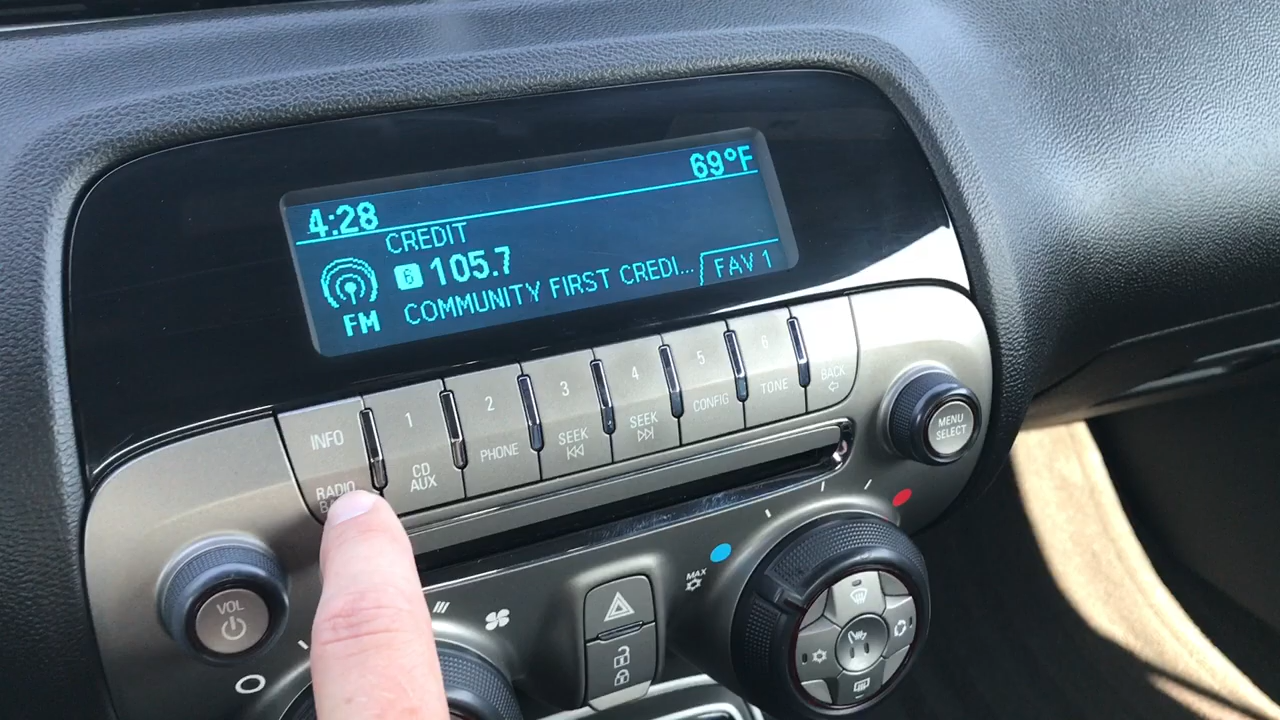 69°F
4:28
CREDIT
6 105.7
FM
COMMUNITY FIRST CREDI...
FAV 1
INFO
RADIO
1
CD
AUX
2
PHONE
3
SEEK
4
SEEK
5
CONFIG
6
TONE
BACK
MENU
SELECT
VOL
MAX